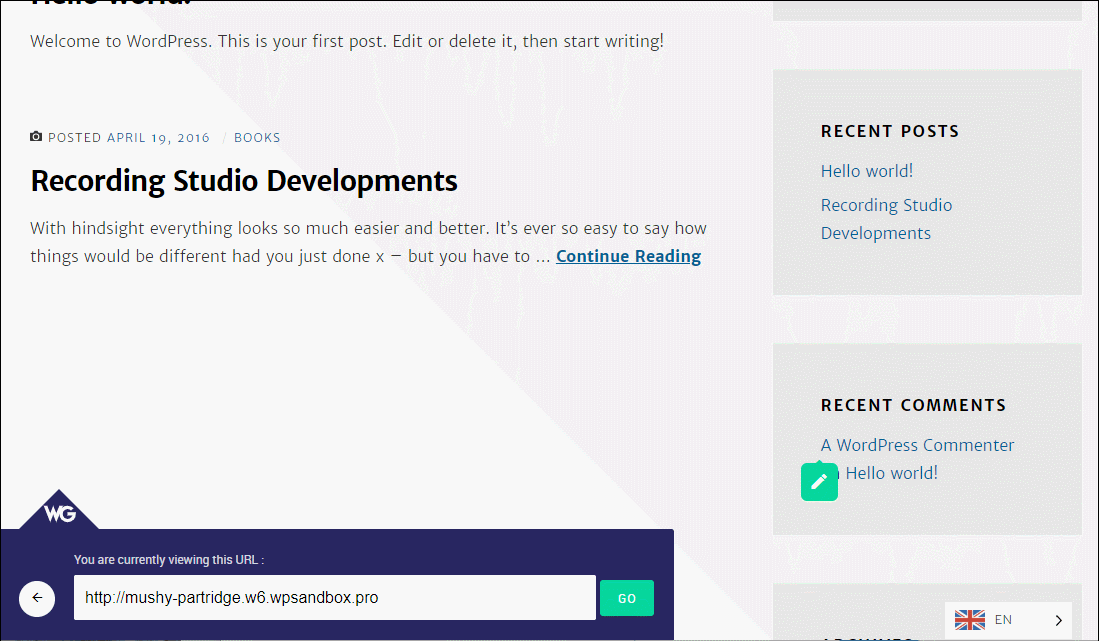 Hello world!
Welcome to WordPress. This is your first post. Edit or delete it, then start writing!
POSTED APRIL 19, 2016 / BOOKS
Recording Studio Developments
With hindsight everything looks so much easier and better. It’s ever so easy to say how
things would be different had you just done x – but you have to … Continue Reading
RECENT POSTS
Hello world!
Recording Studio
Developments
RECENT COMMENTS
A WordPress Commenter
Hello world!
WG
You are currently viewing this URL :
http://mushy-partridge.w6.wpsandbox.pro
GO
EN